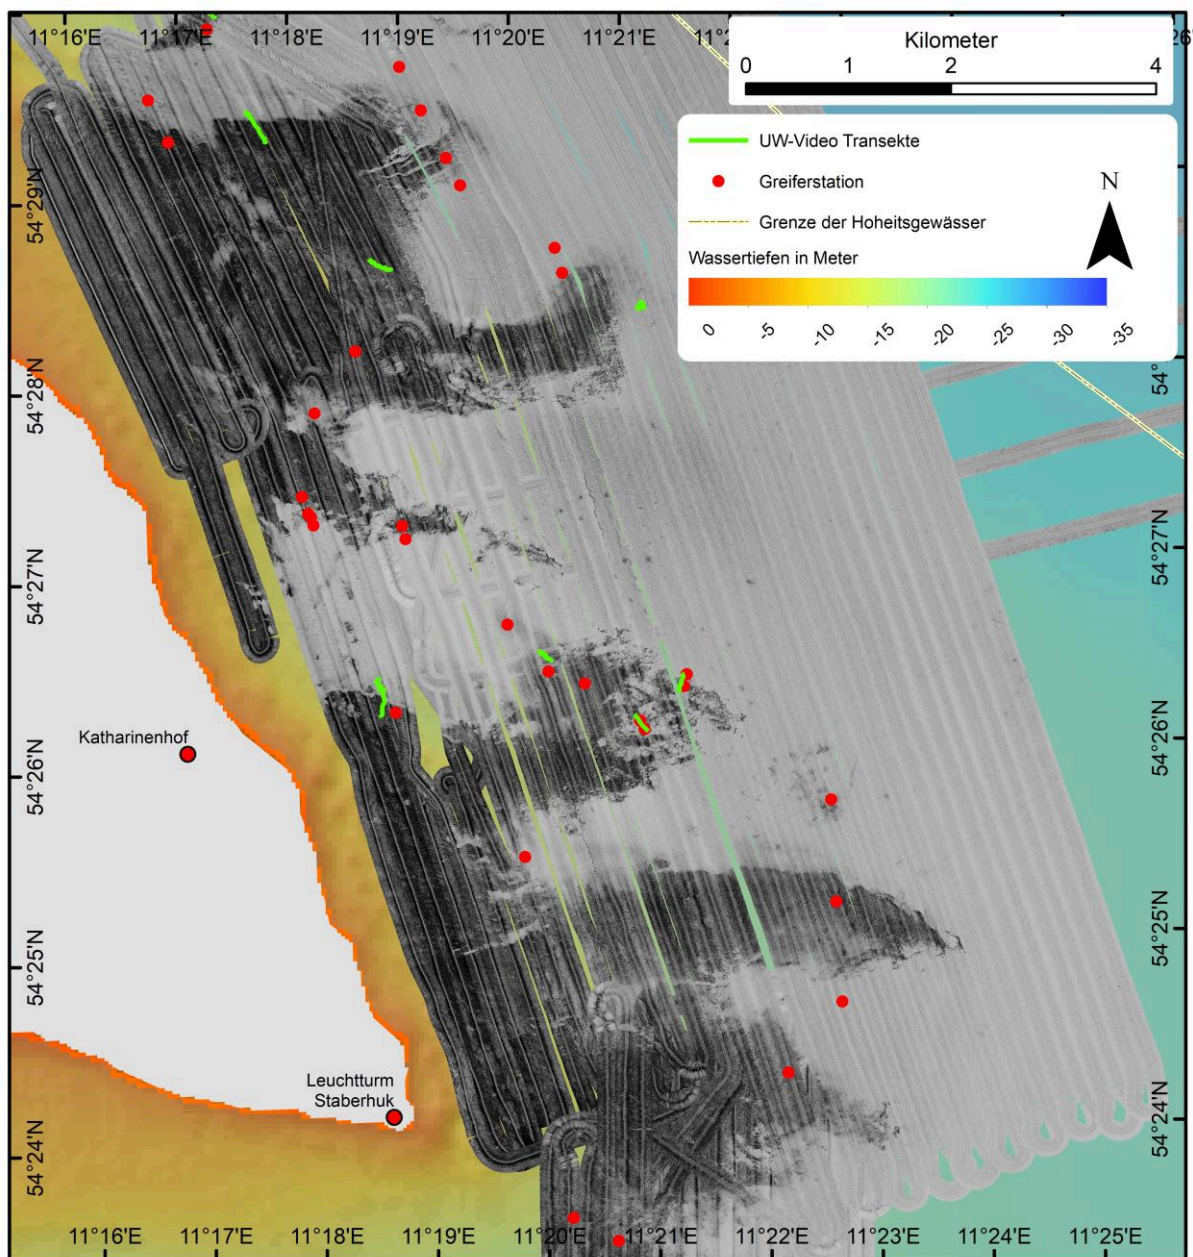 11°16'E 11°17'E 11°18'E 11°19'E 11°20'E 11°21'E
Kilometer
0 1 2 4
UW-Video Transekte
Greiferstation
Grenze der Hoheitsgewässer
Wassertiefen in Meter
0 -5 -10 -15 -20 -25 -30 -35
N
54°29'N
54°28'N
54°27'N
54°26'N
54°25'N
54°24'N
54°
54°27'N
54°26'N
54°25'N
54°24'N
Katharinenhof
Leuchtturm
Staberhuk
11°16'E 11°17'E 11°18'E 11°19'E 11°20'E 11°21'E 11°22'E 11°23'E 11°24'E 11°25'E